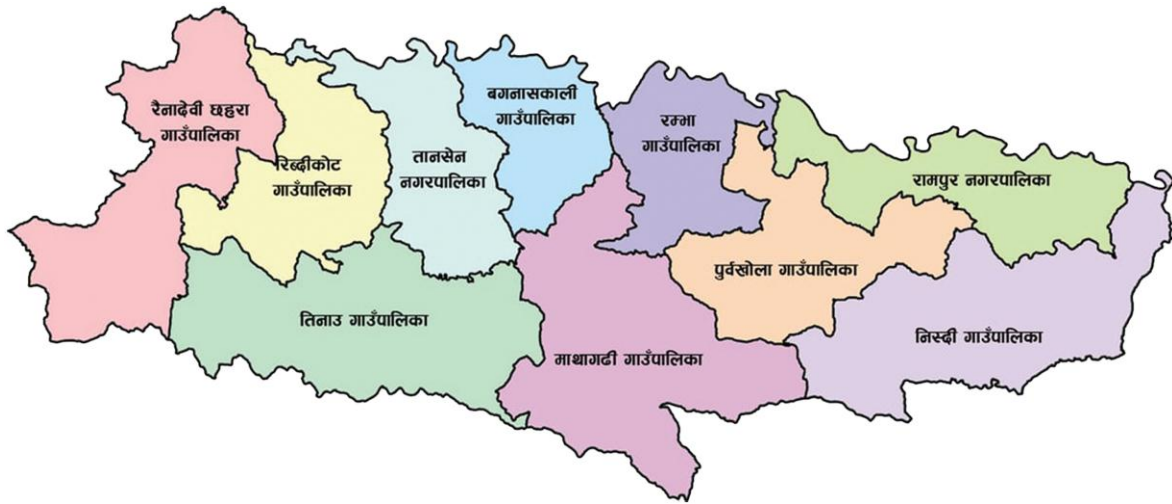 रैनादेवी छहरा
गाउँपालिका
रिब्दीकोट
गाउँपालिका
तानसेन
नगरपालिका
बगनासकाली
गाउँपालिका
रम्भा
गाउँपालिका
रामपुर नगरपालिका
पुर्वखोला गाउँपालिका
तिनाउ गाउँपालिका
माथागढी गाउँपालिका
निस्दी गाउँपालिका